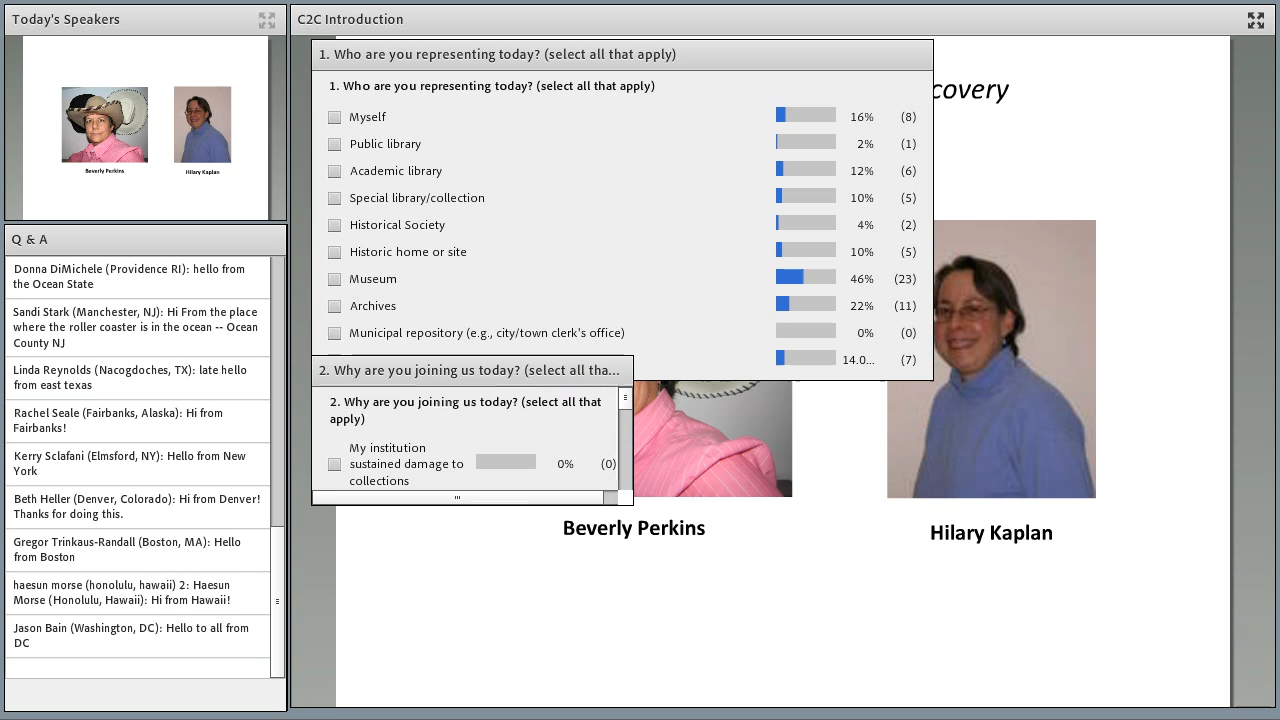 Today's Speakers
Beverly Perkins
Hilary Kaplan
Q & A
Donna DiMichele (Providence RI): hello from
the Ocean State
Sandi Stark (Manchester, NJ): Hi From the place
where the roller coaster is in the ocean -- Ocean
County NJ
Linda Reynolds (Nacogdoches, TX): late hello
from east texas
Rachel Seale (Fairbanks, Alaska): Hi from
Fairbanks!
Kerry Sclafani (Elmsford, NY): Hello from New
York
Beth Heller (Denver, Colorado): Hi from Denver!
Thanks for doing this.
Gregor Trinkaus-Randall (Boston, MA): Hello
from Boston
haesun morse (honolulu, hawaii) 2: Haesun
Morse (Honolulu, Hawaii): Hi from Hawaii!
Jason Bain (Washington, DC): Hello to all from
DC
C2C Introduction
covery
1. Who are you representing today? (select all that apply)
1. Who are you representing today? (select all that apply)
Myself 16% (8)
Public library 2% (1)
Academic library 12% (6)
Special library/collection 10% (5)
Historical Society 4% (2)
Historic home or site 10% (5)
Museum 46% (23)
Archives 22% (11)
Municipal repository (e.g., city/town clerk's office) 0% (0)
14.0... (7)
2. Why are you joining us today? (select all tha...
2. Why are you joining us today? (select all that
apply)
My institution
sustained damage to 0% (0)
collections
Beverly Perkins
Hilary Kaplan